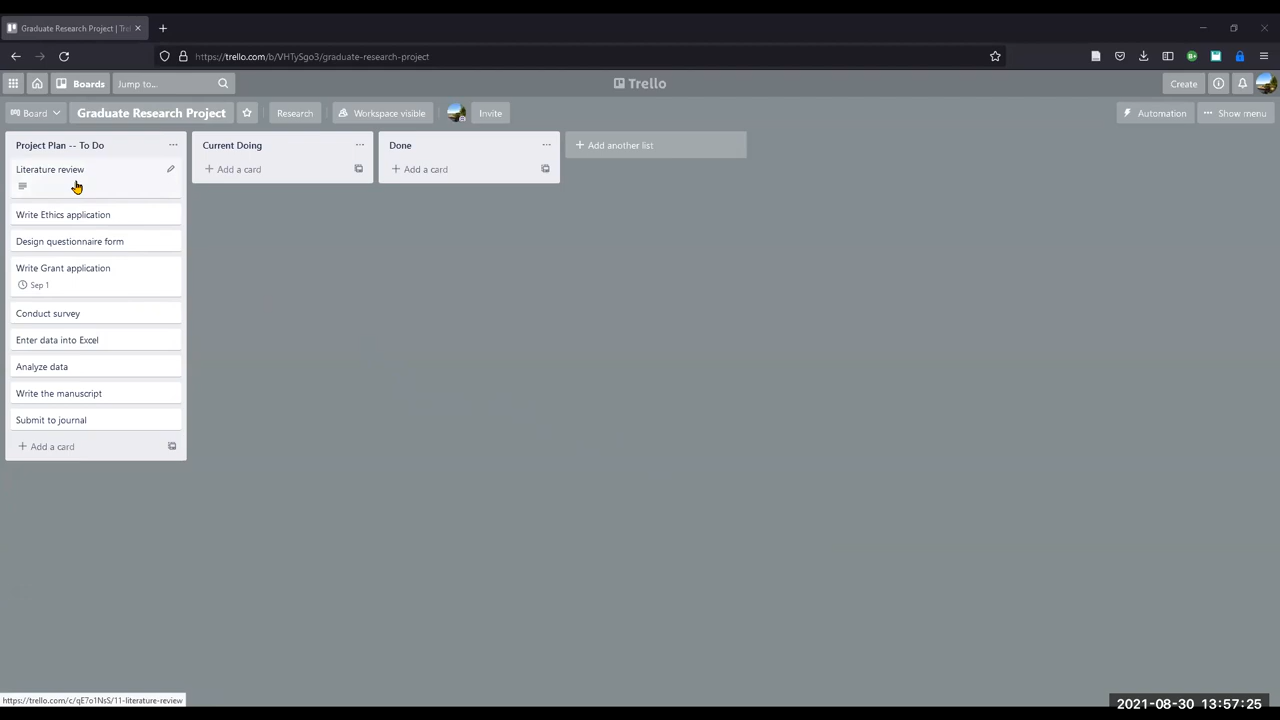 Graduate Research Project | Tre
https://trello.com/b/VHTySgo3/graduate-research-project
Boards
Jump to...
Trello
Create
Board
Graduate Research Project
Research
Workspace visible
Invite
Automation
Show menu
Project Plan -- To Do
Literature review
Write Ethics application
Design questionnaire form
Write Grant application
Sep 1
Conduct survey
Enter data into Excel
Analyze data
Write the manuscript
Submit to journal
+ Add a card
Current Doing
+ Add a card
Done
+ Add a card
+ Add another list
https://trello.com/c/qE7o1NsS/11-literature-review
2021-08-30 13:57:25